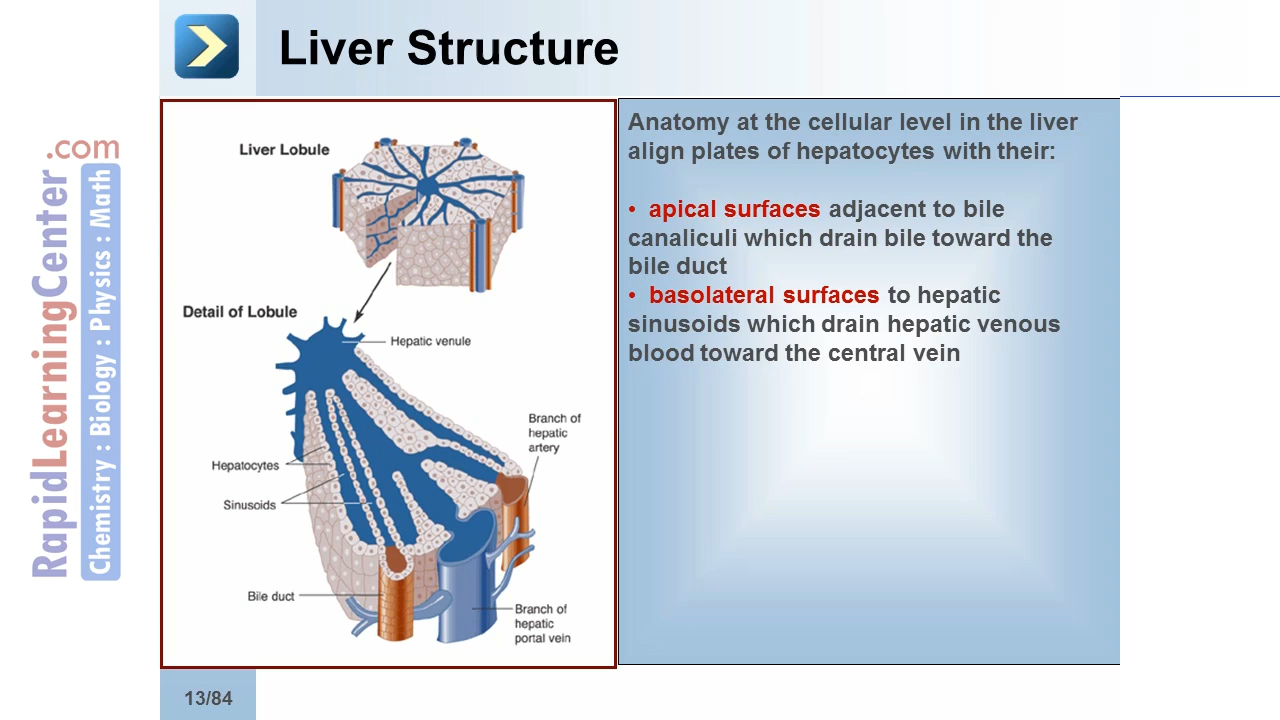 Liver Structure
RapidLearningCenter.com
Chemistry : Biology : Physics : Math
Liver Lobule
Detail of Lobule
Hepatic venule
Branch of
hepatic
artery
Hepatocytes
Sinusoids
Bile duct
Branch of
hepatic
portal vein
Anatomy at the cellular level in the liver
align plates of hepatocytes with their:
• apical surfaces adjacent to bile
canaliculi which drain bile toward the
bile duct
• basolateral surfaces to hepatic
sinusoids which drain hepatic venous
blood toward the central vein
13/84